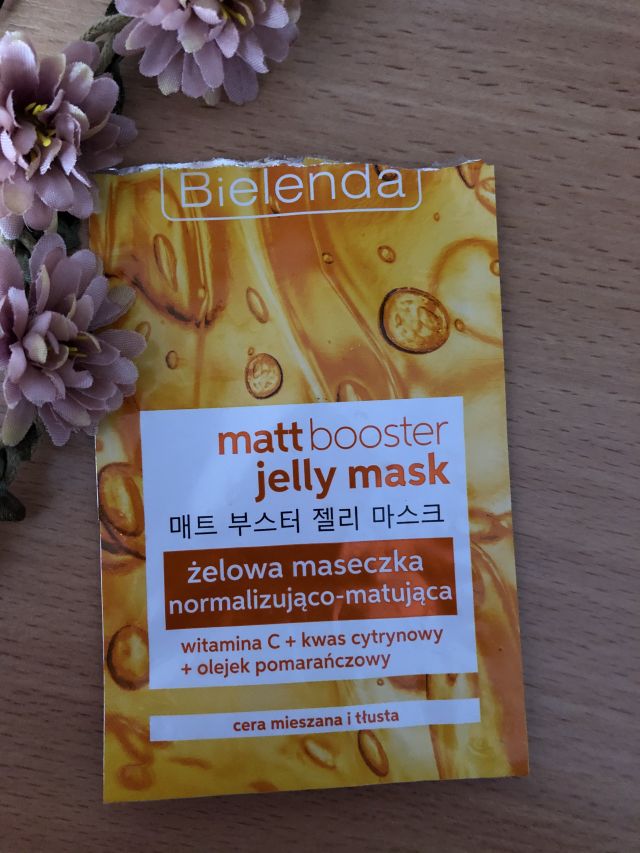 Bielenda
matt booster
jelly mask
매트 부스터 젤리 마스크
żelowa maseczka
normalizująco-matująca
witamina C + kwas cytrynowy
+ olejek pomarańczowy
cera mieszana i tłusta